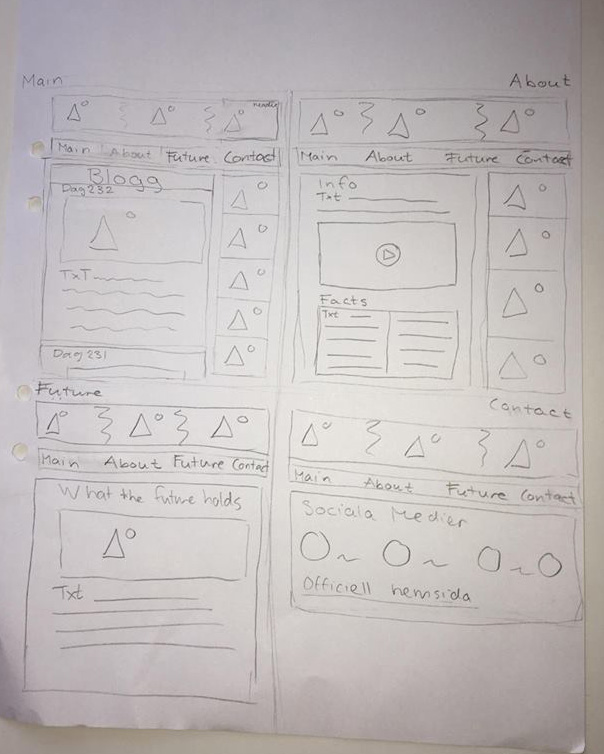 Main
header
Main About Future Contact
Blogg
Dag 232
TxT
Dag 231
About
Main About Future Contact
Info
Txt
Facts
Txt
Future
Main About Future Contact
What the future holds
Txt
Contact
Main About Future Contact
Sociala Medier
Officiell hemsida